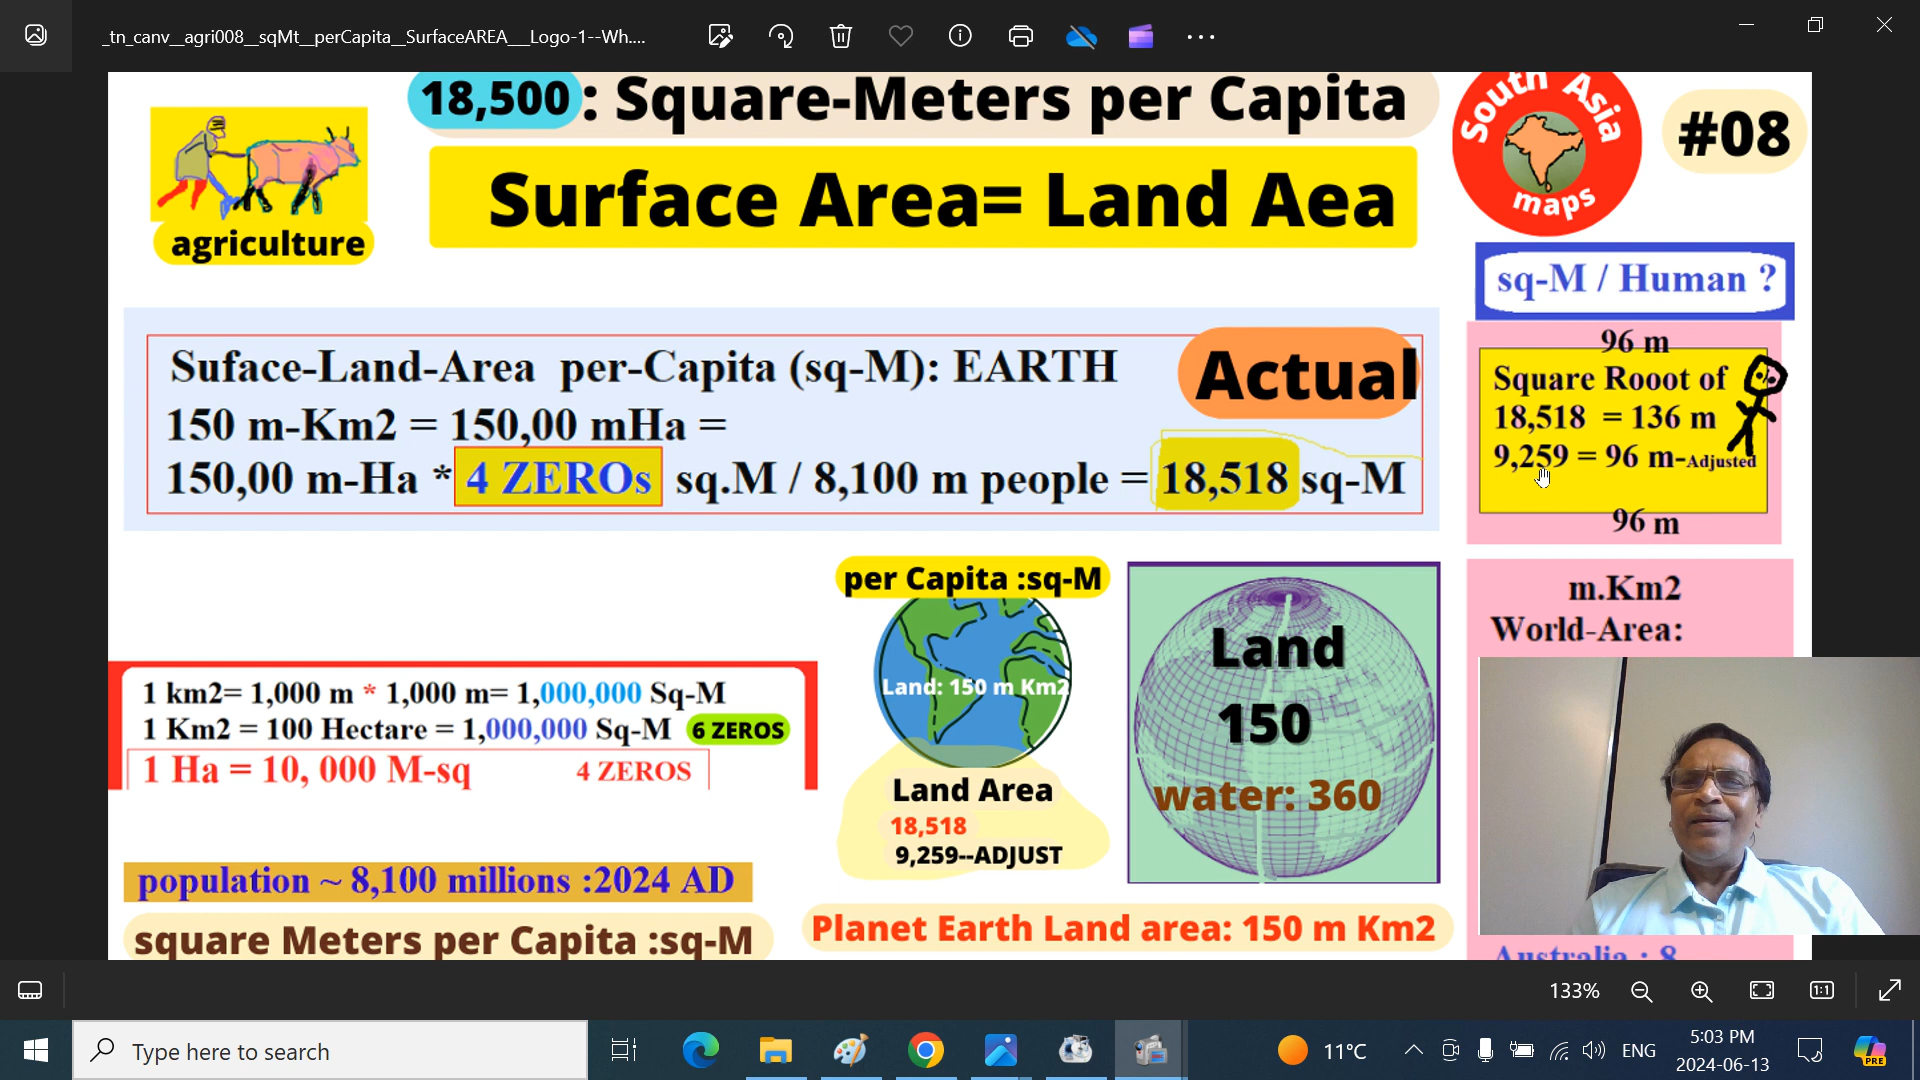 _tn_canv__agri008__sqMt__perCapita__SurfaceAREA___Logo-1--Wh....
18,500 : Square-Meters per Capita
Surface Area= Land Aea
agriculture
South Asia
maps
#08
sq-M / Human ?
Suface-Land-Area per-Capita (sq-M): EARTH
Actual
150 m-Km2 = 150,00 mHa =
150,00 m-Ha * 4 ZEROs sq.M / 8,100 m people = 18,518 sq-M
96 m
Square Rooot of
18,518 = 136 m
9,259 = 96 m-Adjusted
96 m
per Capita :sq-M
Land: 150 m Km2
Land Area
18,518
9,259--ADJUST
Land
150
water: 360
m.Km2
World-Area:
Australia : 8
1 km2= 1,000 m * 1,000 m= 1,000,000 Sq-M
1 Km2 = 100 Hectare = 1,000,000 Sq-M 6 ZEROS
1 Ha = 10, 000 M-sq 4 ZEROS
population ~ 8,100 millions :2024 AD
square Meters per Capita :sq-M
Planet Earth Land area: 150 m Km2
133%
1:1
Type here to search
11°C
ENG
5:03 PM
2024-06-13
PRE